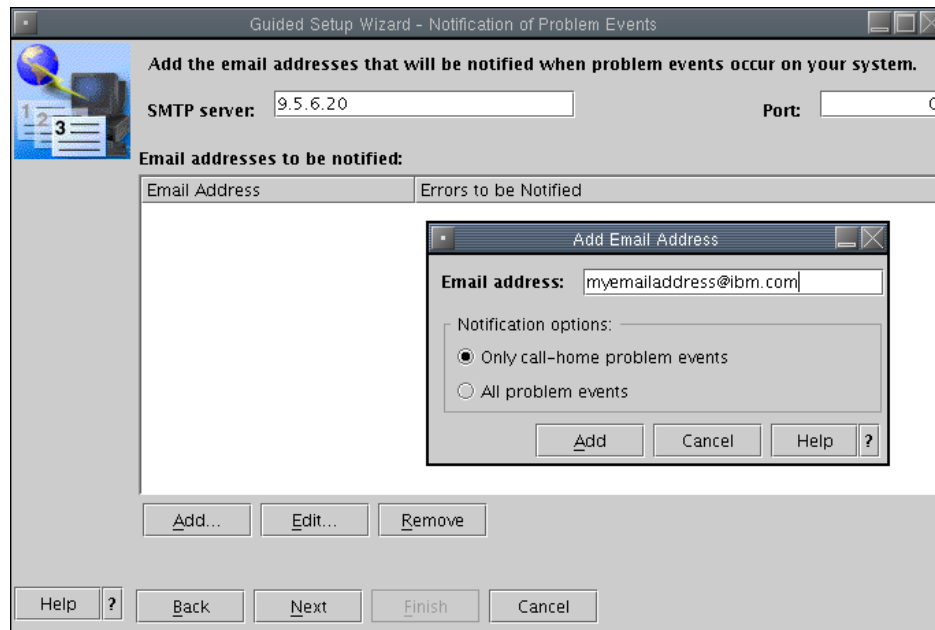 Guided Setup Wizard - Notification of Problem Events
Add the email addresses that will be notified when problem events occur on your system.
SMTP server: 9.5.6.20 Port:
Email addresses to be notified:
Email Address Errors to be Notified
Add Email Address
Email address: myemailaddress@ibm.com
Notification options:
Only call-home problem events
All problem events
Add Cancel Help ?
Add... Edit... Remove
Help ? Back Next Finish Cancel
1
2
3